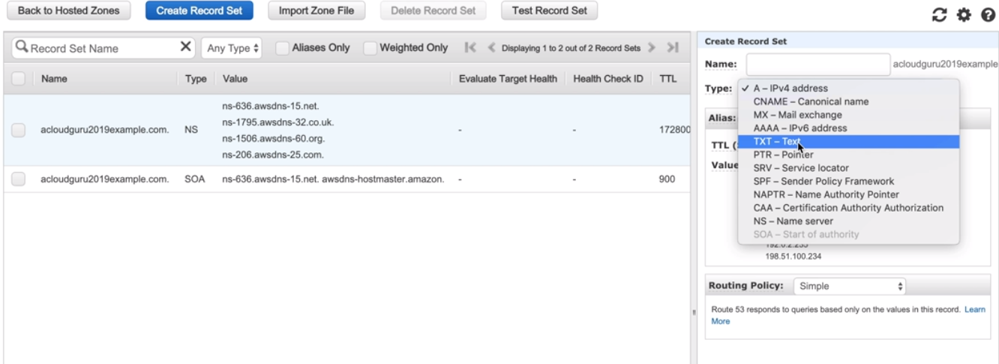 Back to Hosted Zones Create Record Set Import Zone File Delete Record Set Test Record Set
Record Set Name Any Type Aliases Only Weighted Only Displaying 1 to 2 out of 2 Record Sets
Name Type Value Evaluate Target Health Health Check ID TTL
acloudguru2019example.com. NS ns-636.awsdns-15.net. - - 172800
ns-1795.awsdns-32.co.uk.
ns-1506.awsdns-60.org.
ns-206.awsdns-25.com.
acloudguru2019example.com. SOA ns-636.awsdns-15.net. awsdns-hostmaster.amazon. - - 900
Create Record Set
Name: acloudguru2019example
Type: ✓ A – IPv4 address
CNAME – Canonical name
MX – Mail exchange
AAAA – IPv6 address
TXT – Text
PTR – Pointer
SRV – Service locator
SPF – Sender Policy Framework
NAPTR – Name Authority Pointer
CAA – Certification Authority Authorization
NS – Name server
SOA – Start of authority
Alias:
TTL (
Value
198.51.100.234
Routing Policy: Simple
Route 53 responds to queries based only on the values in this record. Learn
More